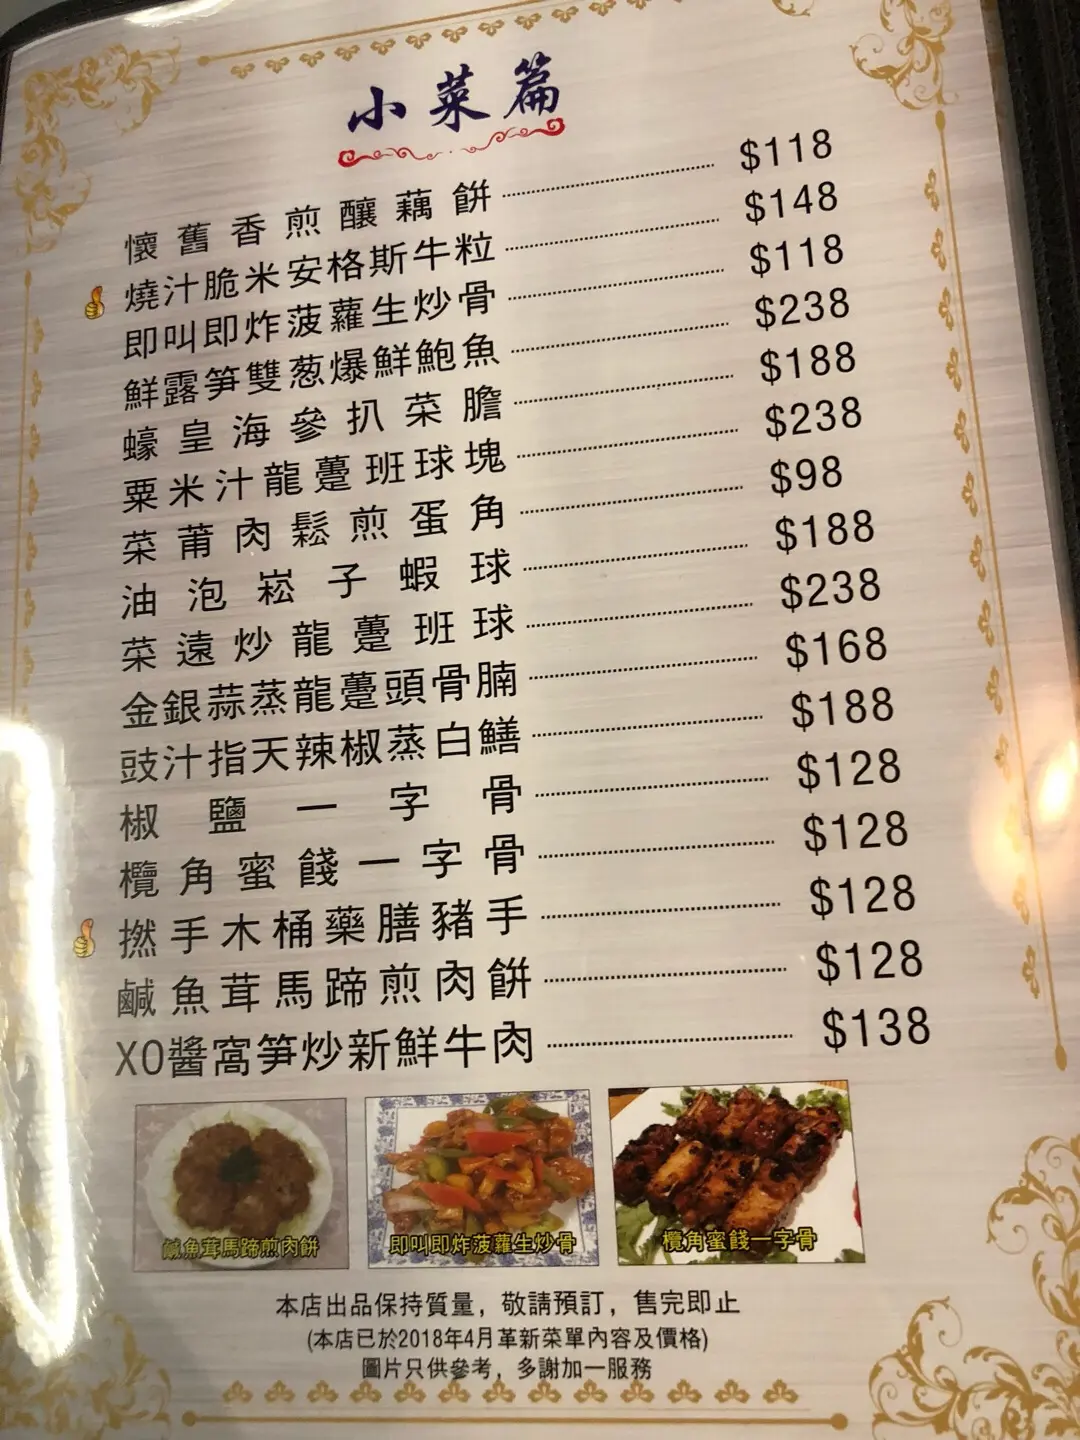 小菜篇
懷舊香煎釀藕餅 $118
燒汁脆米安格斯牛粒 $148
即叫即炸菠蘿生炒骨 $118
鮮露笋雙葱爆鮮鮑魚 $238
蠔皇海參扒菜膽 $188
粟米汁龍躉班球塊 $238
菜莆肉鬆煎蛋角 $98
油泡崧子蝦球 $188
菜遠炒龍躉班球 $238
金銀蒜蒸龍躉頭骨腩 $168
豉汁指天辣椒蒸白鱔 $188
椒鹽一字骨 $128
欖角蜜餞一字骨 $128
撚手木桶藥膳豬手 $128
鹹魚茸馬蹄煎肉餅 $128
XO醬窩笋炒新鮮牛肉 $138
鹹魚茸馬蹄煎肉餅
即叫即炸菠蘿生炒骨
欖角蜜餞一字骨
本店出品保持質量，敬請預訂，售完即止
(本店已於2018年4月革新菜單內容及價格)
圖片只供參考，多謝加一服務